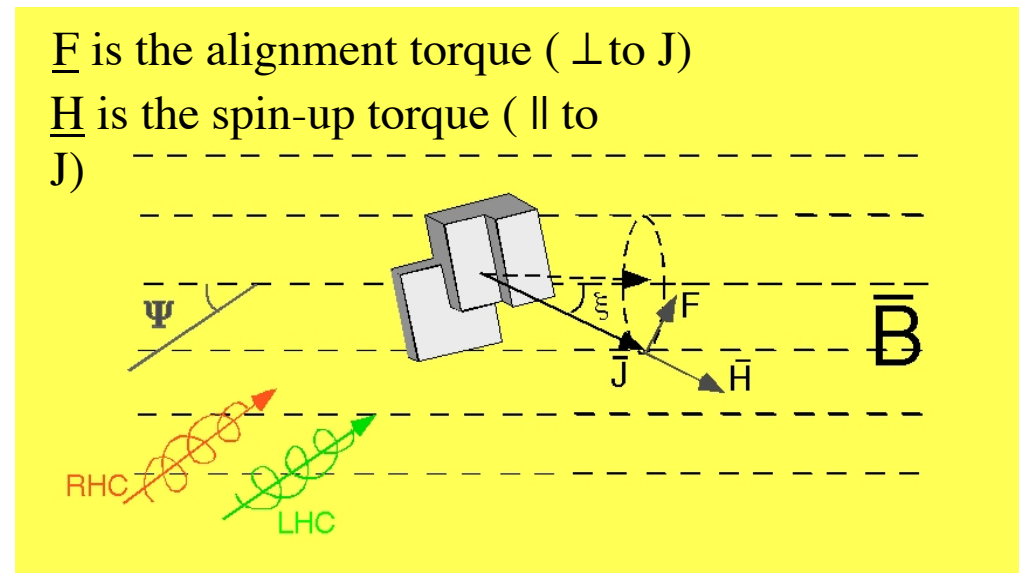 F is the alignment torque ( ⊥ to J)
H is the spin-up torque ( || to
J)
Ψ
ξ
F
B̅
J̅
H̅
RHC
LHC